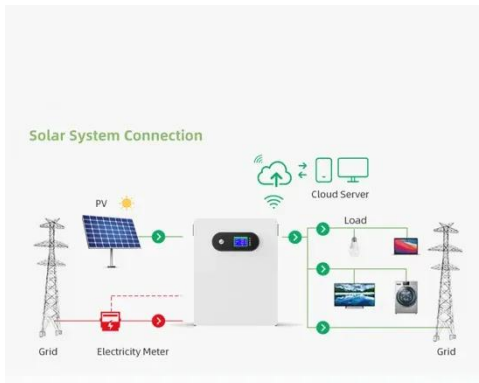 Solar System Connection
Cloud Server
PV
Load
Grid
Electricity Meter
Grid